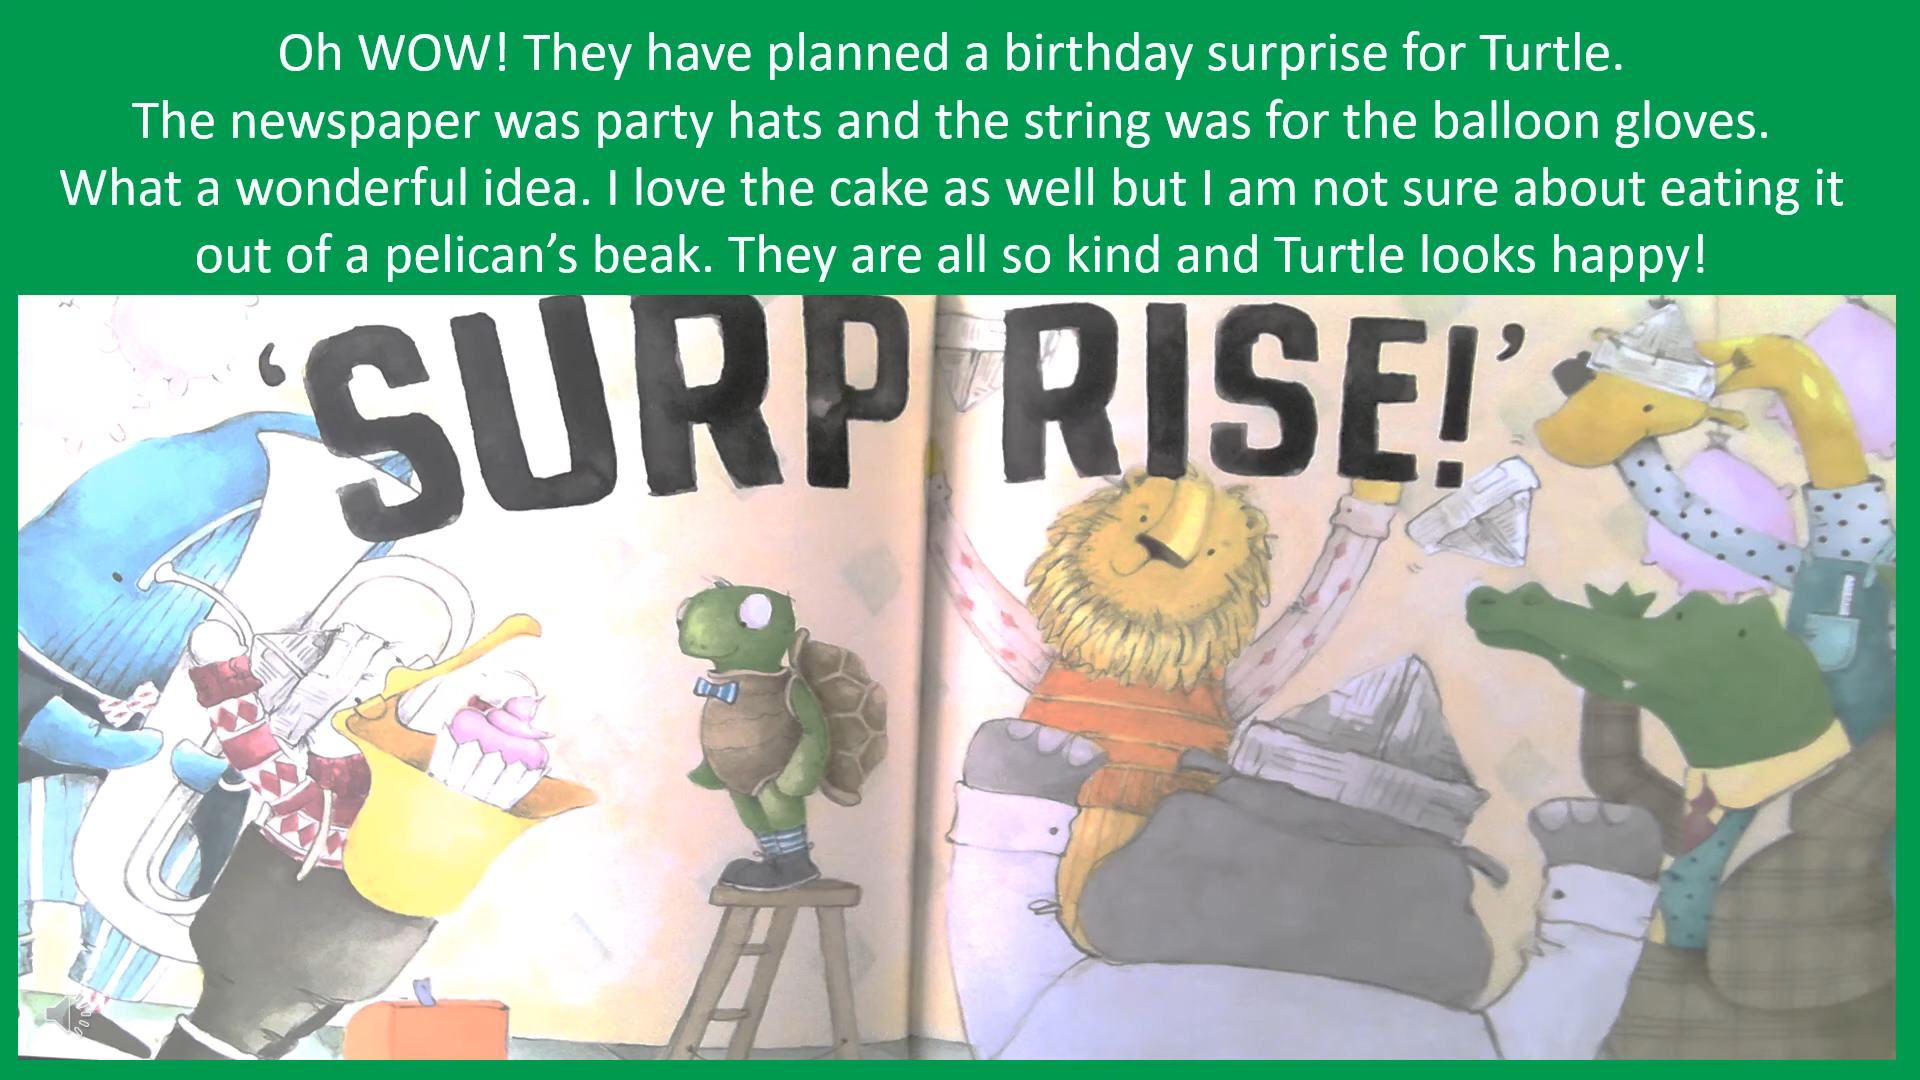 Oh WOW! They have planned a birthday surprise for Turtle.
The newspaper was party hats and the string was for the balloon gloves.
What a wonderful idea. I love the cake as well but I am not sure about eating it
out of a pelican’s beak. They are all so kind and Turtle looks happy!
‘SURPRISE!’